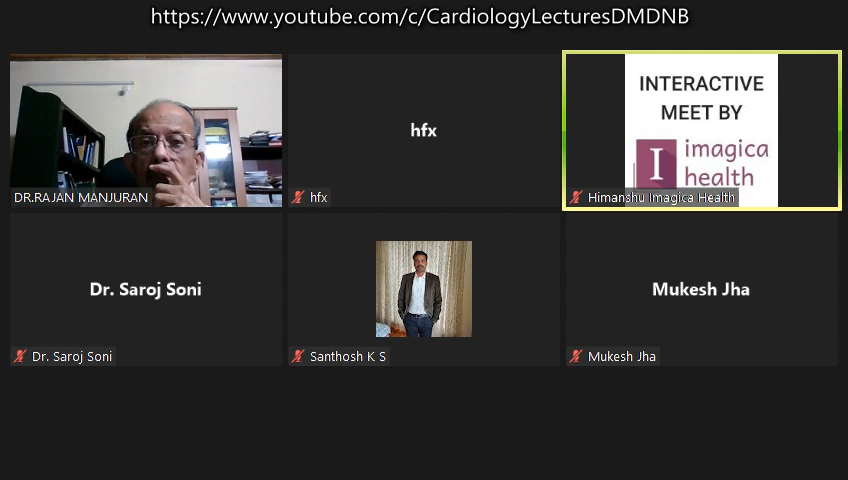 https://www.youtube.com/c/CardiologyLecturesDMDNB
DR.RAJAN MANJURAN
hfx
hfx
INTERACTIVE
MEET BY
I imagica
health
Himanshu Imagica Health
Dr. Saroj Soni
Dr. Saroj Soni
Santhosh K S
Mukesh Jha
Mukesh Jha